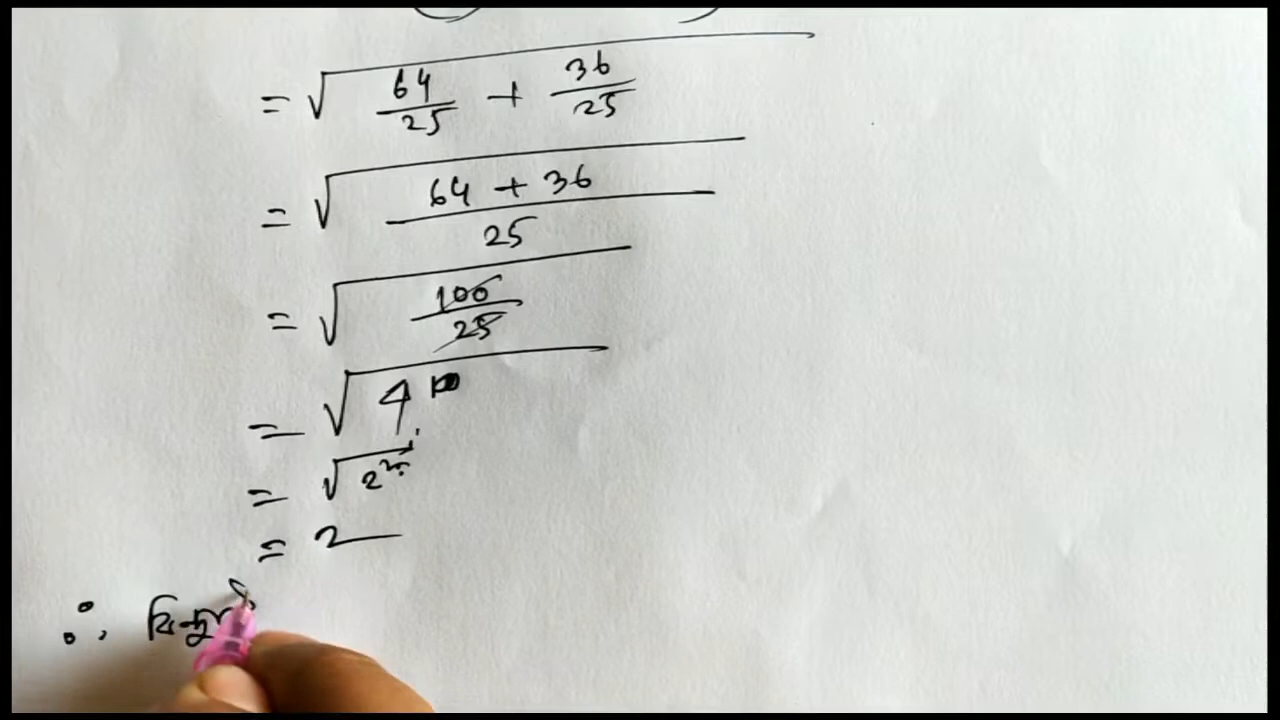 = √ 64/25 + 36/25
= √ 64 + 36 / 25
= √ 100/25
= √ 4
= √ 2²
= 2
∴